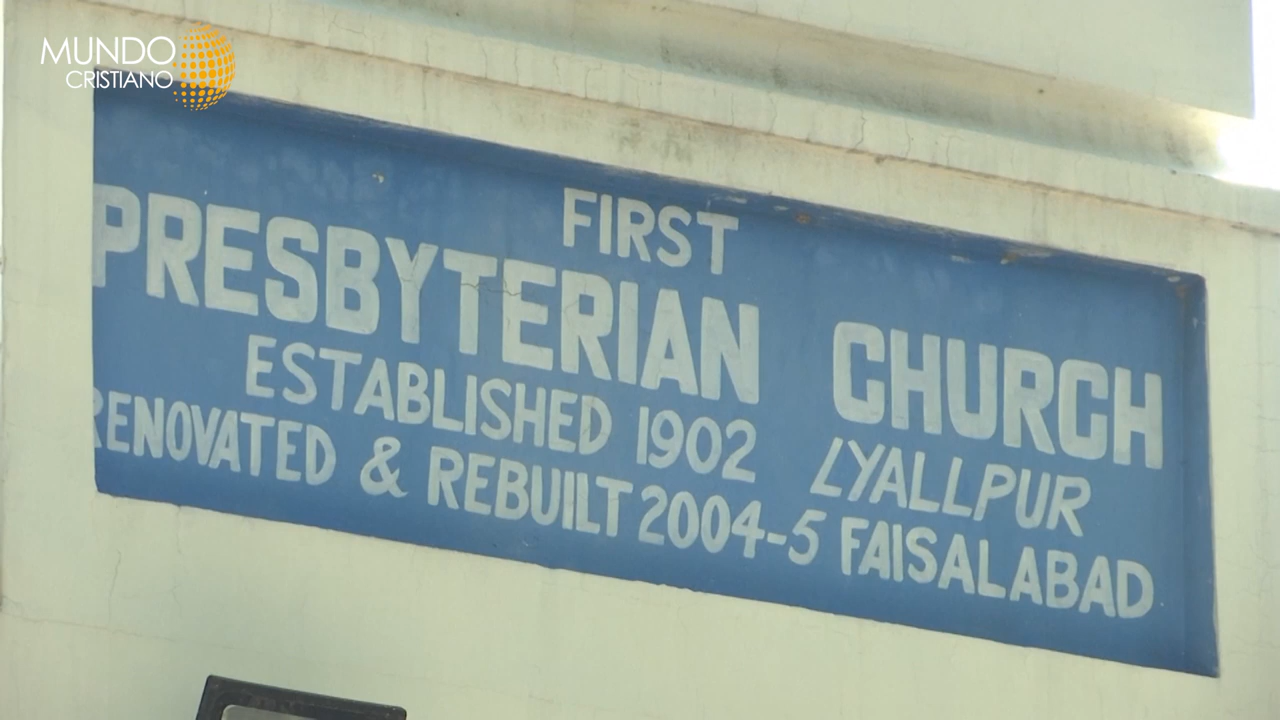 MUNDO
CRISTIANO
FIRST
PRESBYTERIAN CHURCH
ESTABLISHED 1902 LYALLPUR
RENOVATED & REBUILT 2004-5 FAISALABAD